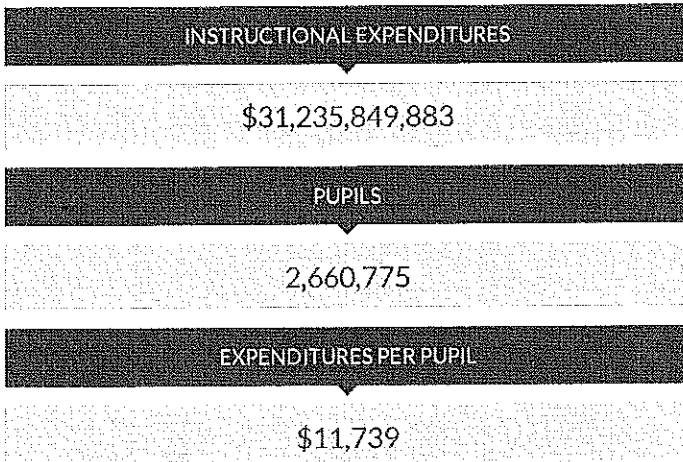 INSTRUCTIONAL EXPENDITURES
$31,235,849,883
PUPILS
2,660,775
EXPENDITURES PER PUPIL
$11,739